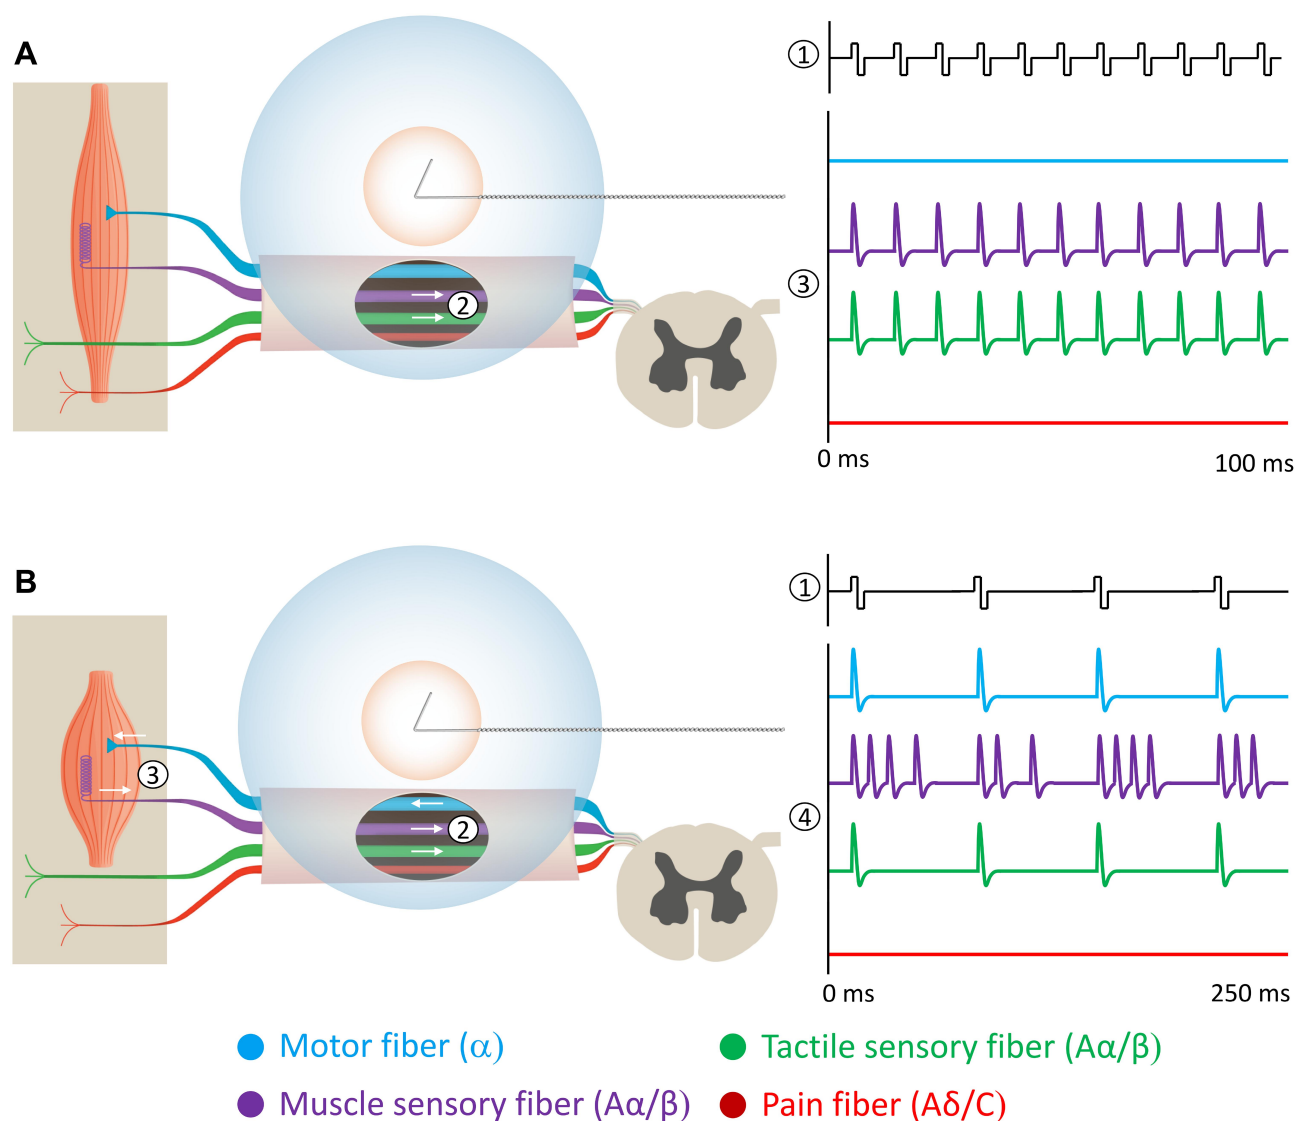 A
①
②
③
0 ms
100 ms
B
①
③
②
④
0 ms
250 ms
Motor fiber (α)
Tactile sensory fiber (Aα/β)
Muscle sensory fiber (Aα/β)
Pain fiber (Aδ/C)